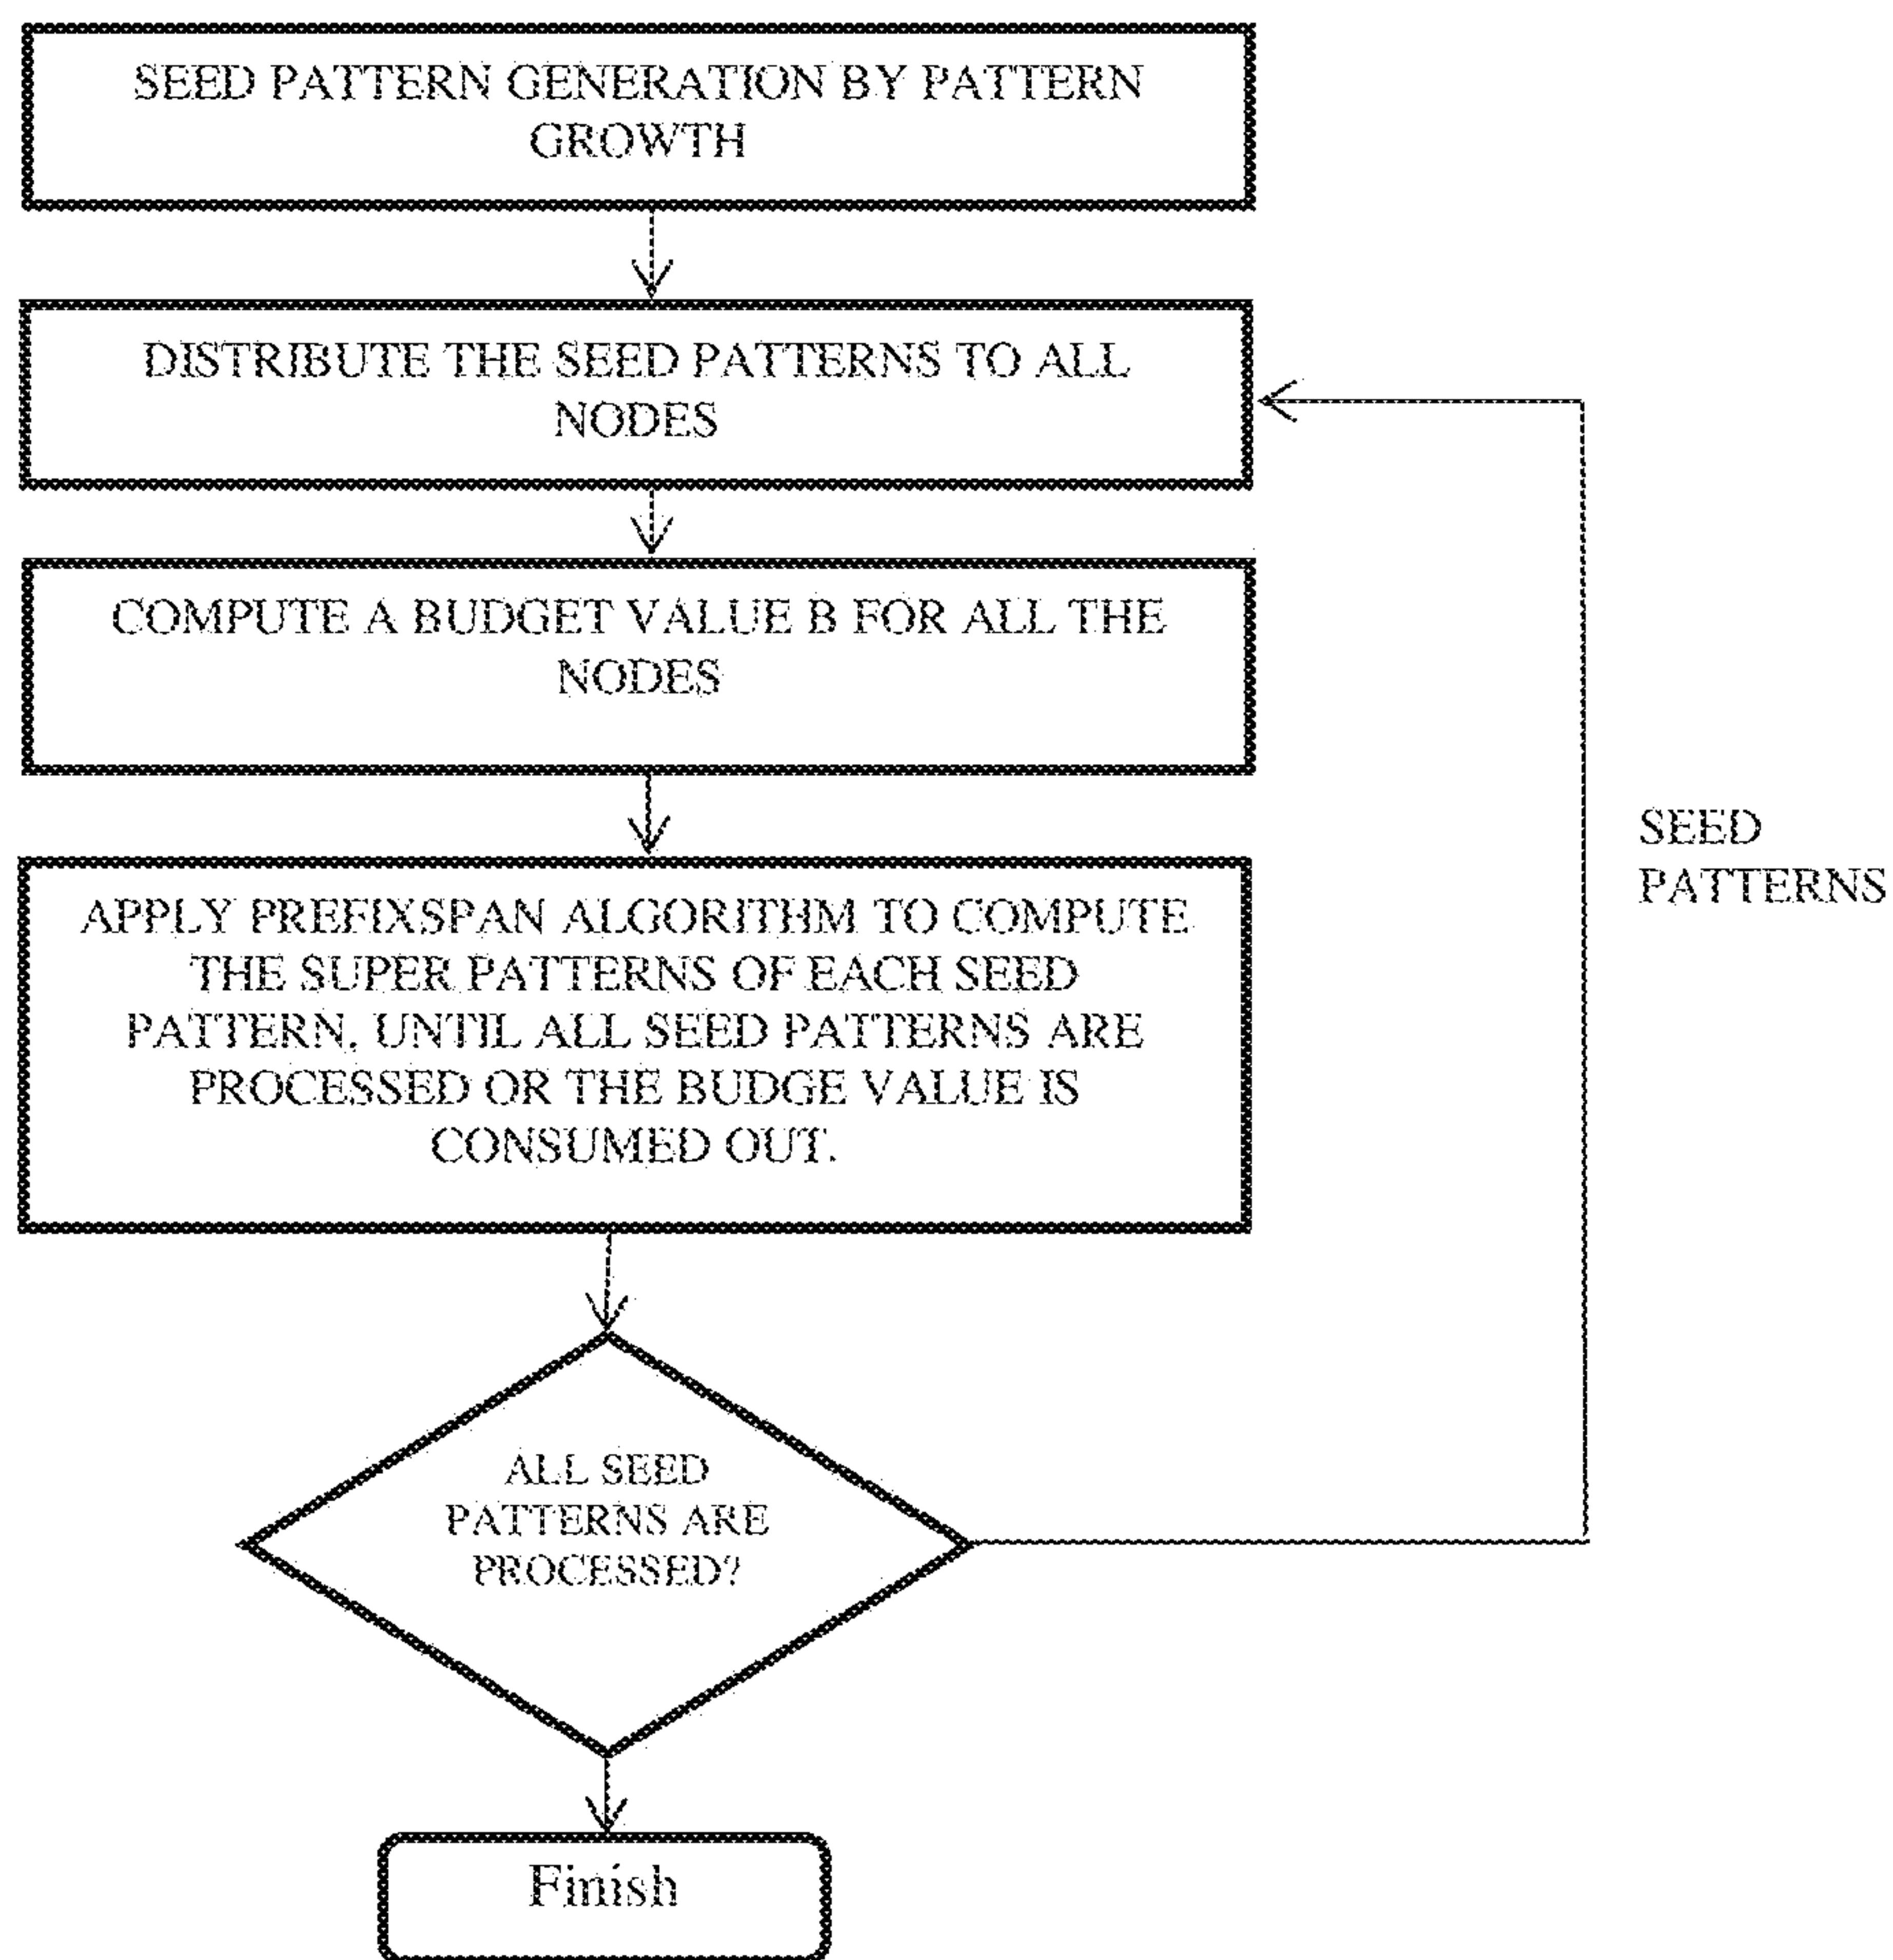 SEED PATTERN GENERATION BY PATTERN
GROWTH
DISTRIBUTE THE SEED PATTERNS TO ALL
NODES
COMPUTE A BUDGET VALUE B FOR ALL THE
NODES
SEED
PATTERNS
APPLY PREFIXSPAN ALGORITHM TO COMPUTE
THE SUPER PATTERNS OF EACH SEED
PATTERN, UNTIL ALL SEED PATTERNS ARE
PROCESSED OR THE BUDGE VALUE IS
CONSUMED OUT.
ALL SEED
PATTERNS ARE
PROCESSED?
Finish